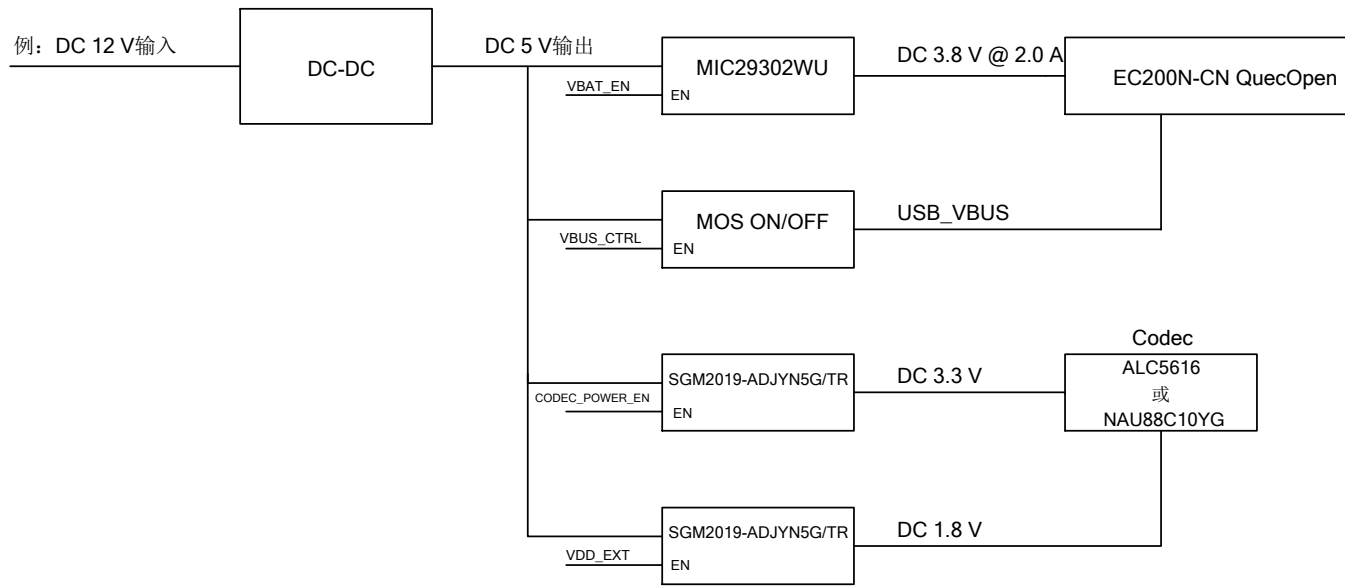 例：DC 12 V输入
DC-DC
DC 5 V输出
VBAT_EN
MIC29302WU
EN
DC 3.8 V @ 2.0 A
EC200N-CN QuecOpen
VBUS_CTRL
MOS ON/OFF
EN
USB_VBUS
CODEC_POWER_EN
SGM2019-ADJYN5G/TR
EN
DC 3.3 V
Codec
ALC5616
或
NAU88C10YG
VDD_EXT
SGM2019-ADJYN5G/TR
EN
DC 1.8 V